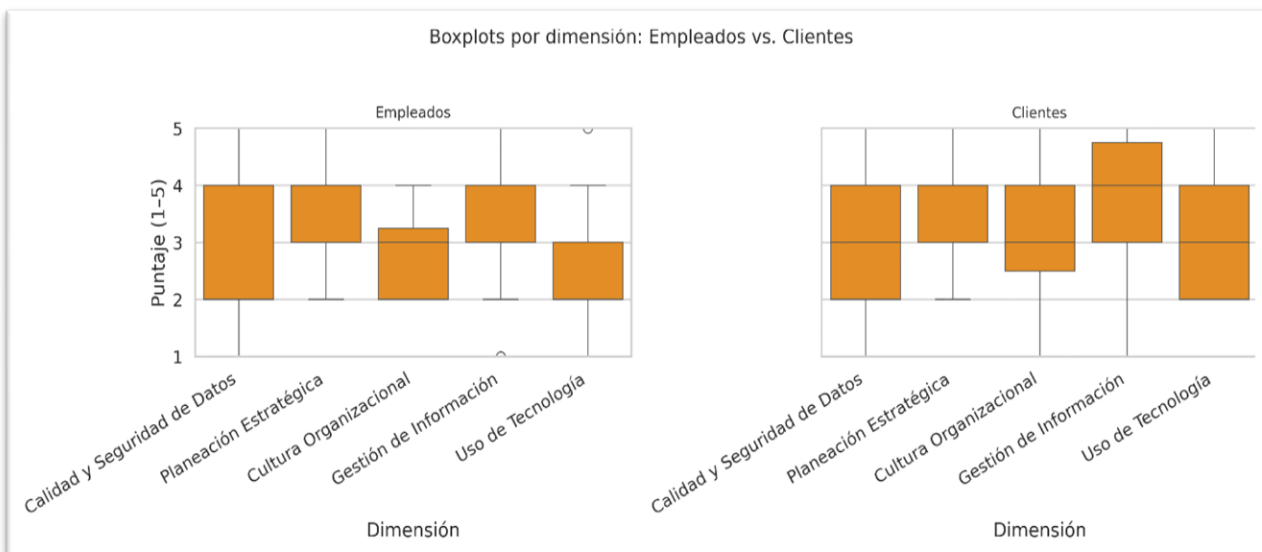 Boxplots por dimensión: Empleados vs. Clientes
Empleados
Clientes
Puntaje (1–5)
5
4
3
2
1
Calidad y Seguridad de Datos
Planeación Estratégica
Cultura Organizacional
Gestión de Información
Uso de Tecnología
Calidad y Seguridad de Datos
Planeación Estratégica
Cultura Organizacional
Gestión de Información
Uso de Tecnología
Dimensión
Dimensión